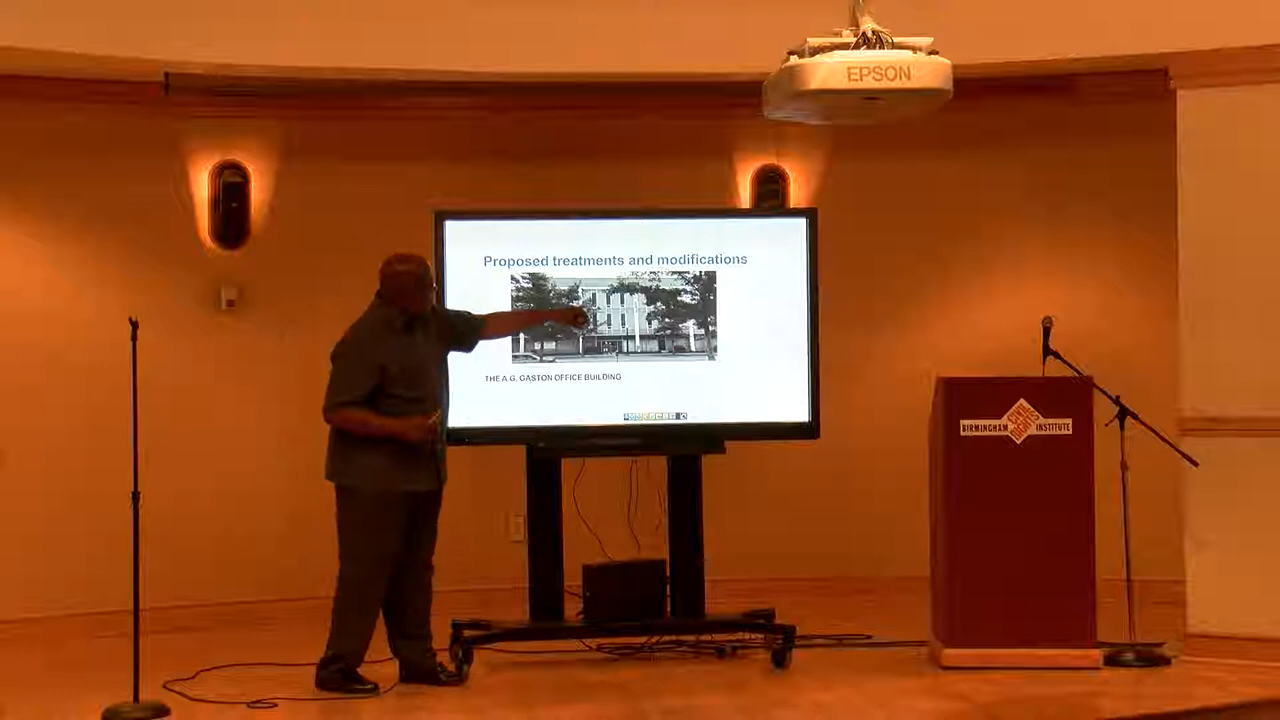 EPSON
Proposed treatments and modifications
THE A.G. GASTON OFFICE BUILDING
BIRMINGHAM CIVIL RIGHTS INSTITUTE